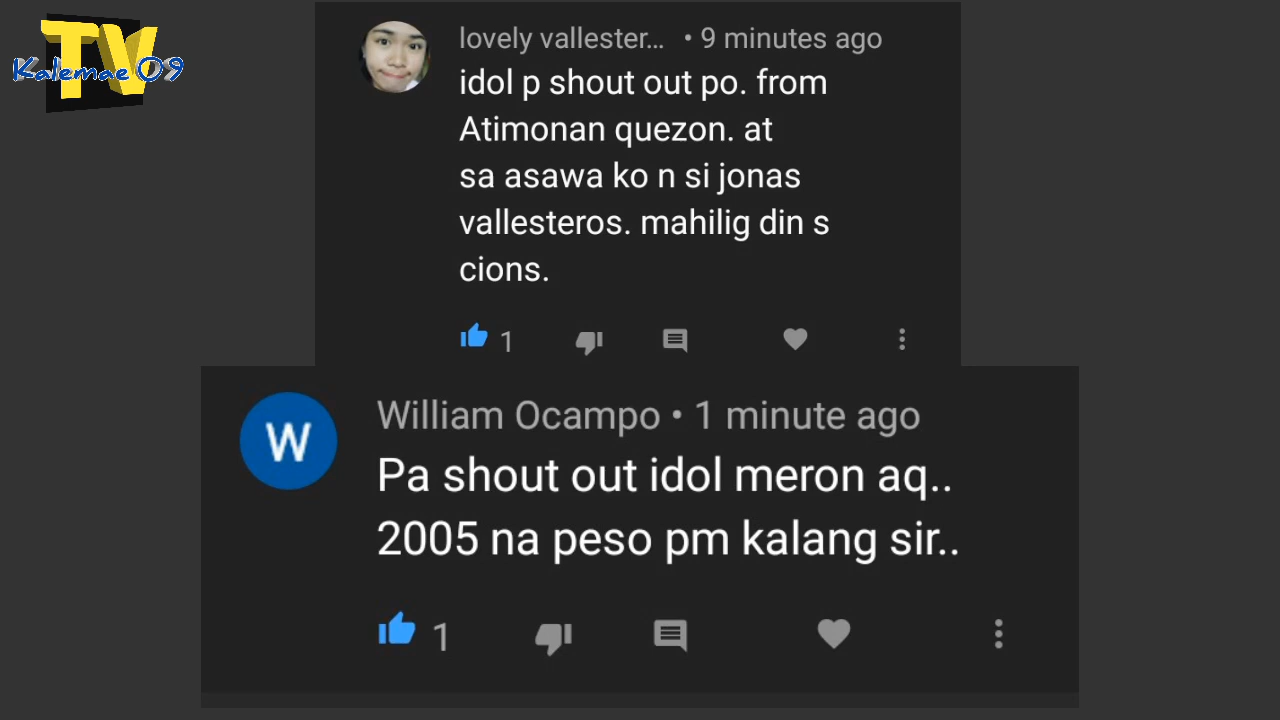 TV
Kalemae 09
lovely vallester... • 9 minutes ago
idol p shout out po. from
Atimonan quezon. at
sa asawa ko n si jonas
vallesteros. mahilig din s
cions.
1
W
William Ocampo • 1 minute ago
Pa shout out idol meron aq..
2005 na peso pm kalang sir..
1